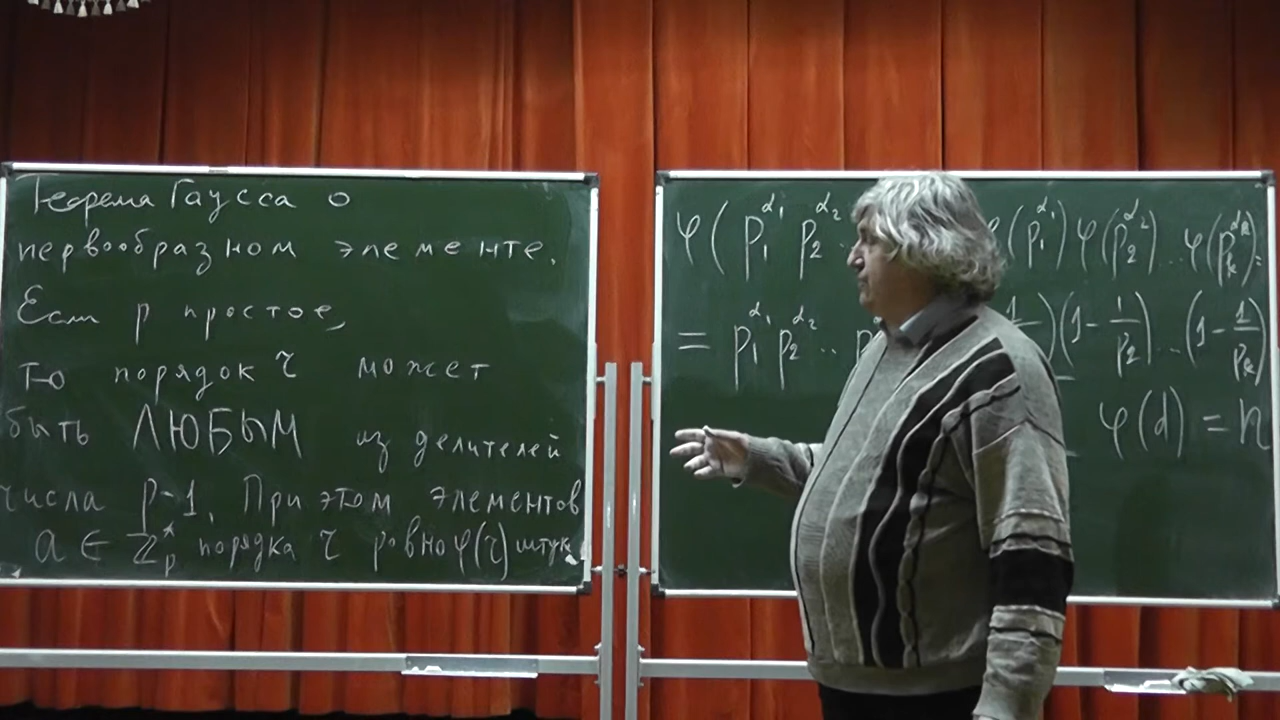 Теорема Гаусса о
первообразном элементе.
Если p простое,
то порядок r может
быть ЛЮБЫМ из делителей
числа p-1. При этом элементов
a ∈ ℤ*ₚ порядка r равно φ(r) штук
φ(p₁^α₁ p₂^α₂ φ(p₁^α₁) φ(p₂^α₂) .. φ(pₖ^αₖ) =
= p₁^α₁ p₂^α₂ .. (1 - 1/p₂) .. (1 - 1/pₖ)
φ(d) = n